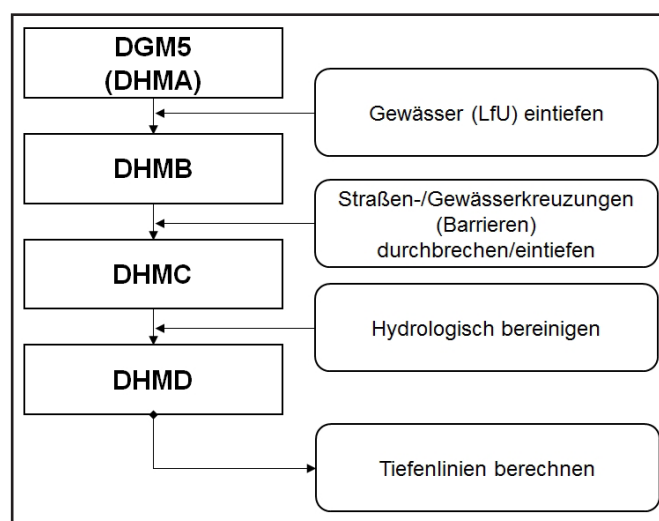 DGM5
(DHMA)
Gewässer (LfU) eintiefen
DHMB
Straßen-/Gewässerkreuzungen
(Barrieren)
durchbrechen/eintiefen
DHMC
Hydrologisch bereinigen
DHMD
Tiefenlinien berechnen